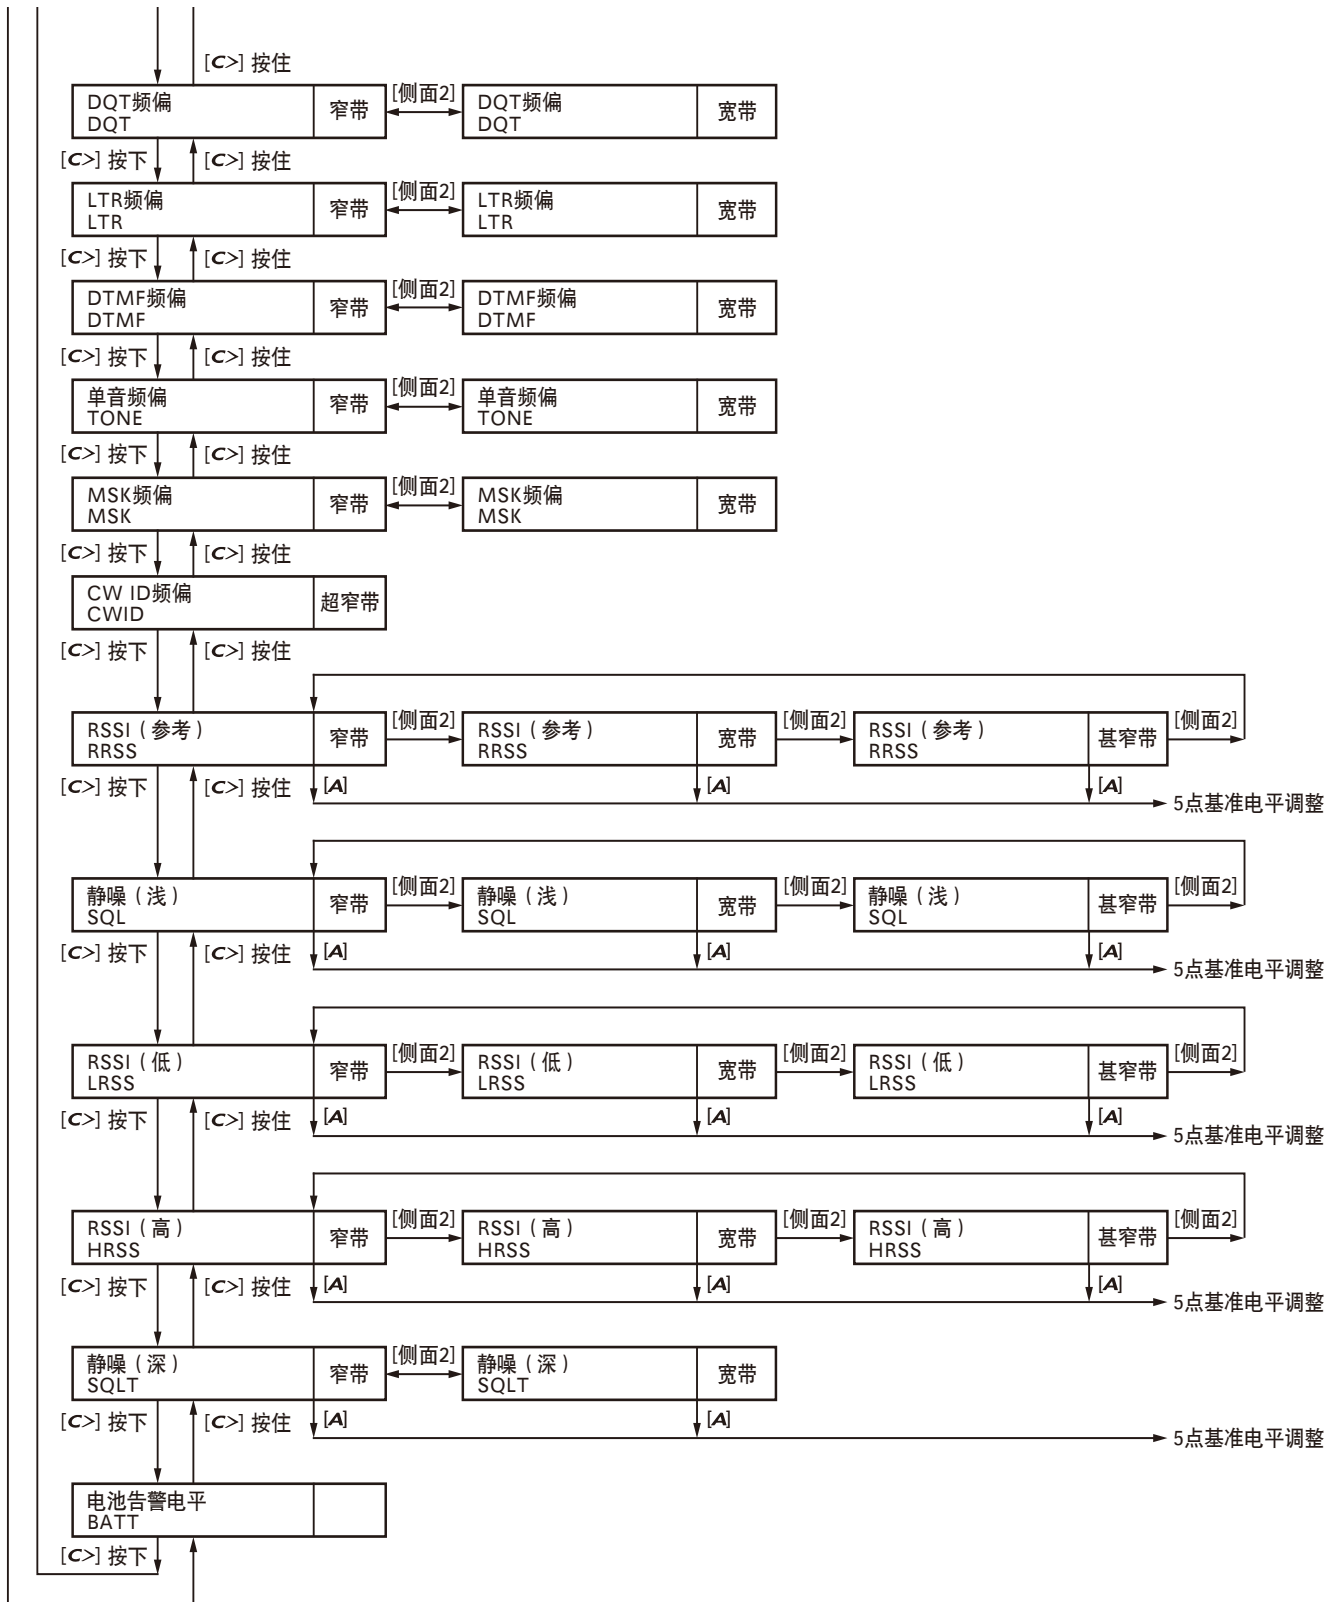 [C>] 按住
DQT频偏
DQT
窄带
[侧面2]
DQT频偏
DQT
宽带
[C>] 按下
[C>] 按住
LTR频偏
LTR
窄带
[侧面2]
LTR频偏
LTR
宽带
[C>] 按下
[C>] 按住
DTMF频偏
DTMF
窄带
[侧面2]
DTMF频偏
DTMF
宽带
[C>] 按下
[C>] 按住
单音频偏
TONE
窄带
[侧面2]
单音频偏
TONE
宽带
[C>] 按下
[C>] 按住
MSK频偏
MSK
窄带
[侧面2]
MSK频偏
MSK
宽带
[C>] 按下
[C>] 按住
CW ID频偏
CWID
超窄带
[C>] 按下
[C>] 按住
RSSI（参考）
RRSS
窄带
[侧面2]
RSSI（参考）
RRSS
宽带
[侧面2]
RSSI（参考）
RRSS
甚窄带
[侧面2]
[C>] 按下
[C>] 按住
[A]
[A]
[A]
5点基准电平调整
静噪（浅）
SQL
窄带
[侧面2]
静噪（浅）
SQL
宽带
[侧面2]
静噪（浅）
SQL
甚窄带
[侧面2]
[C>] 按下
[C>] 按住
[A]
[A]
[A]
5点基准电平调整
RSSI（低）
LRSS
窄带
[侧面2]
RSSI（低）
LRSS
宽带
[侧面2]
RSSI（低）
LRSS
甚窄带
[侧面2]
[C>] 按下
[C>] 按住
[A]
[A]
[A]
5点基准电平调整
RSSI（高）
HRSS
窄带
[侧面2]
RSSI（高）
HRSS
宽带
[侧面2]
RSSI（高）
HRSS
甚窄带
[侧面2]
[C>] 按下
[C>] 按住
[A]
[A]
[A]
5点基准电平调整
静噪（深）
SQLT
窄带
[侧面2]
静噪（深）
SQLT
宽带
[C>] 按下
[C>] 按住
[A]
[A]
5点基准电平调整
电池告警电平
BATT
[C>] 按下